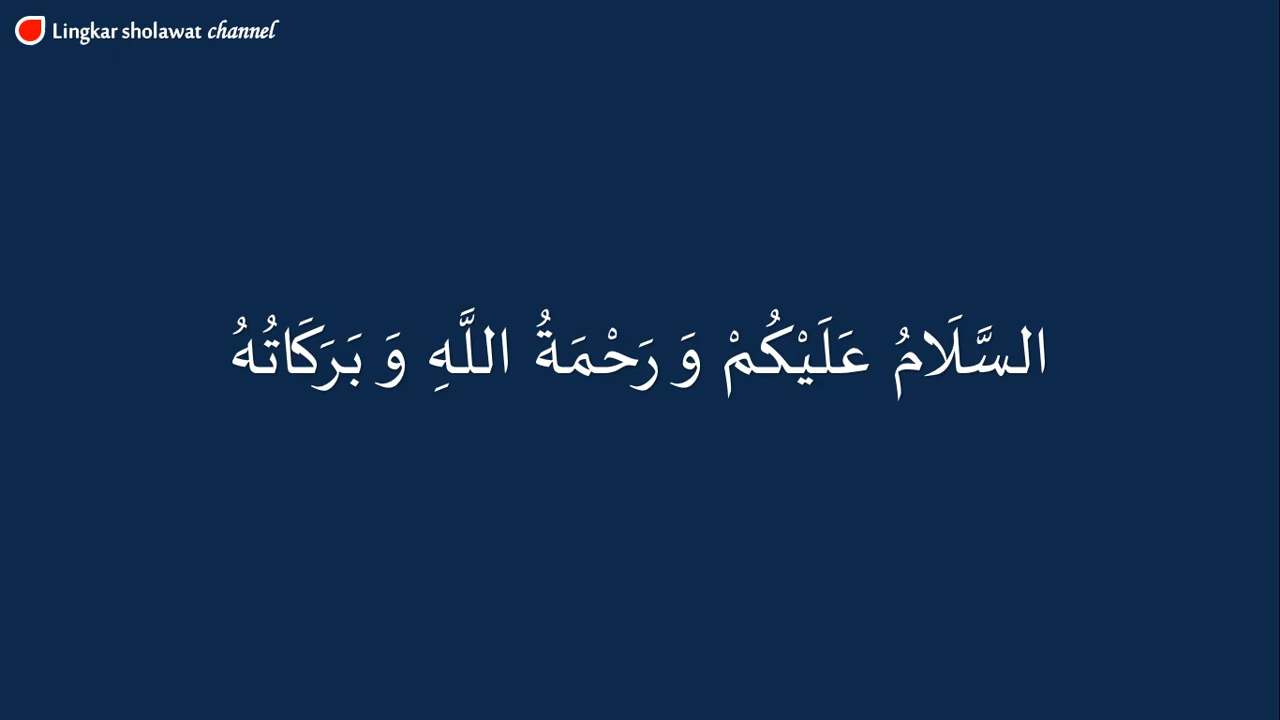 Lingkar sholawat channel
السَّلَامُ عَلَيْكُمْ وَ رَحْمَةُ اللَّهِ وَ بَرَكَاتُهُ